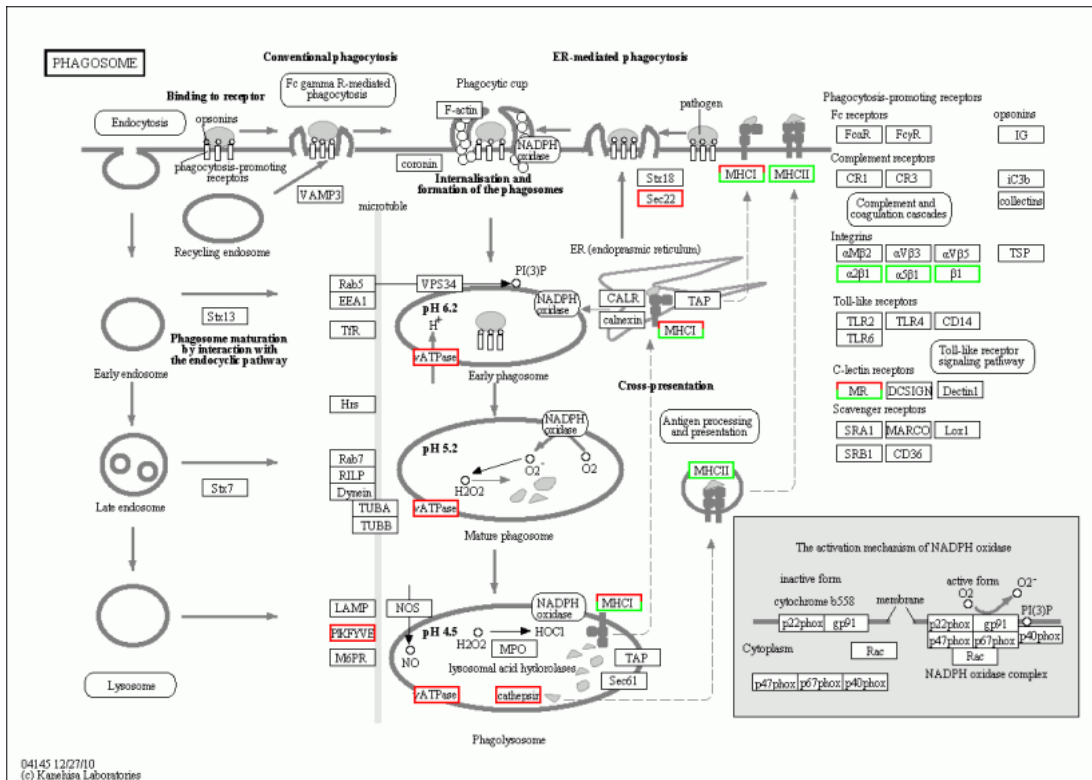 PHAGOSOME
Conventional phagocytosis
ER-mediated phagocytosis
Fc gamma R-mediated
phagocytosis
Phagocytic cup
F-actin
Binding to receptor
Endocytosis
opsonins
phagocytosis-promoting
receptors
coronin
NADPH
oxidase
Internalisation and
formation of the phagosomes
pathogen
MHCI
MHCII
Stx18
Sec22
VAMP3
microtuble
Recycling endosome
ER (endoprasmic reticulum)
Phagocytosis-promoting receptors
Fc receptors
FcαR
FcγR
opsonins
IG
Complement receptors
CR1
CR3
iC3b
collectins
Complement and
coagulation cascades
Integrins
αMβ2
αVβ3
αVβ5
TSP
α2β1
α5β1
β1
Toll-like receptors
TLR2
TLR4
CD14
TLR6
Toll-like receptor
signaling pathway
C-lectin receptors
MR
DCSIGN
Dectin1
Scavenger receptors
SRA1
MARCO
Lox1
SRB1
CD36
Rab5
EEA1
VPS34
PI(3)P
NADPH
oxidase
CALR
calnexin
TAP
MHCI
Stx13
TfR
pH 6.2
H+
vATPase
Phagosome maturation
by interaction with
the endocyclic pathway
Early endosome
Early phagosome
Cross-presentation
Hrs
NADPH
oxidase
Antigen processing
and presentation
pH 5.2
O2-
O2
H2O2
MHCII
Rab7
RILP
Dynein
TUBA
TUBB
vATPase
Stx7
Late endosome
Mature phagosome
LAMP
NOS
NADPH
oxidase
MHCI
PIKFYVE
pH 4.5
H2O2
HOCl
MPO
M6PR
NO
lysosomal acid hydorolases
TAP
Sec61
vATPase
cathepsin
Lysosome
Phagolysosome
The activation mechanism of NADPH oxidase
inactive form
cytochrome b558
membrane
active form
O2
O2-
PI(3)P
p22phox
gp91
p22phox
gp91
p47phox
p67phox
p40phox
Cytoplasm
Rac
Rac
NADPH oxidase complex
p47phox
p67phox
p40phox
04145 12/27/10
(c) Kanehisa Laboratories